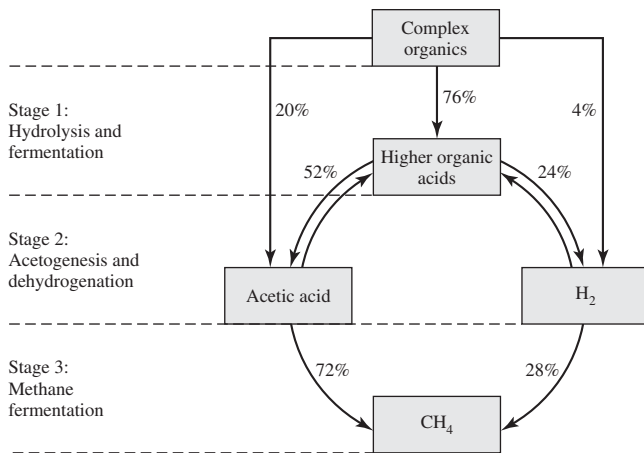 Complex
organics
Stage 1:
Hydrolysis and
fermentation
20%
76%
4%
Higher organic
acids
52%
24%
Stage 2:
Acetogenesis and
dehydrogenation
Acetic acid
H₂
Stage 3:
Methane
fermentation
72%
28%
CH₄